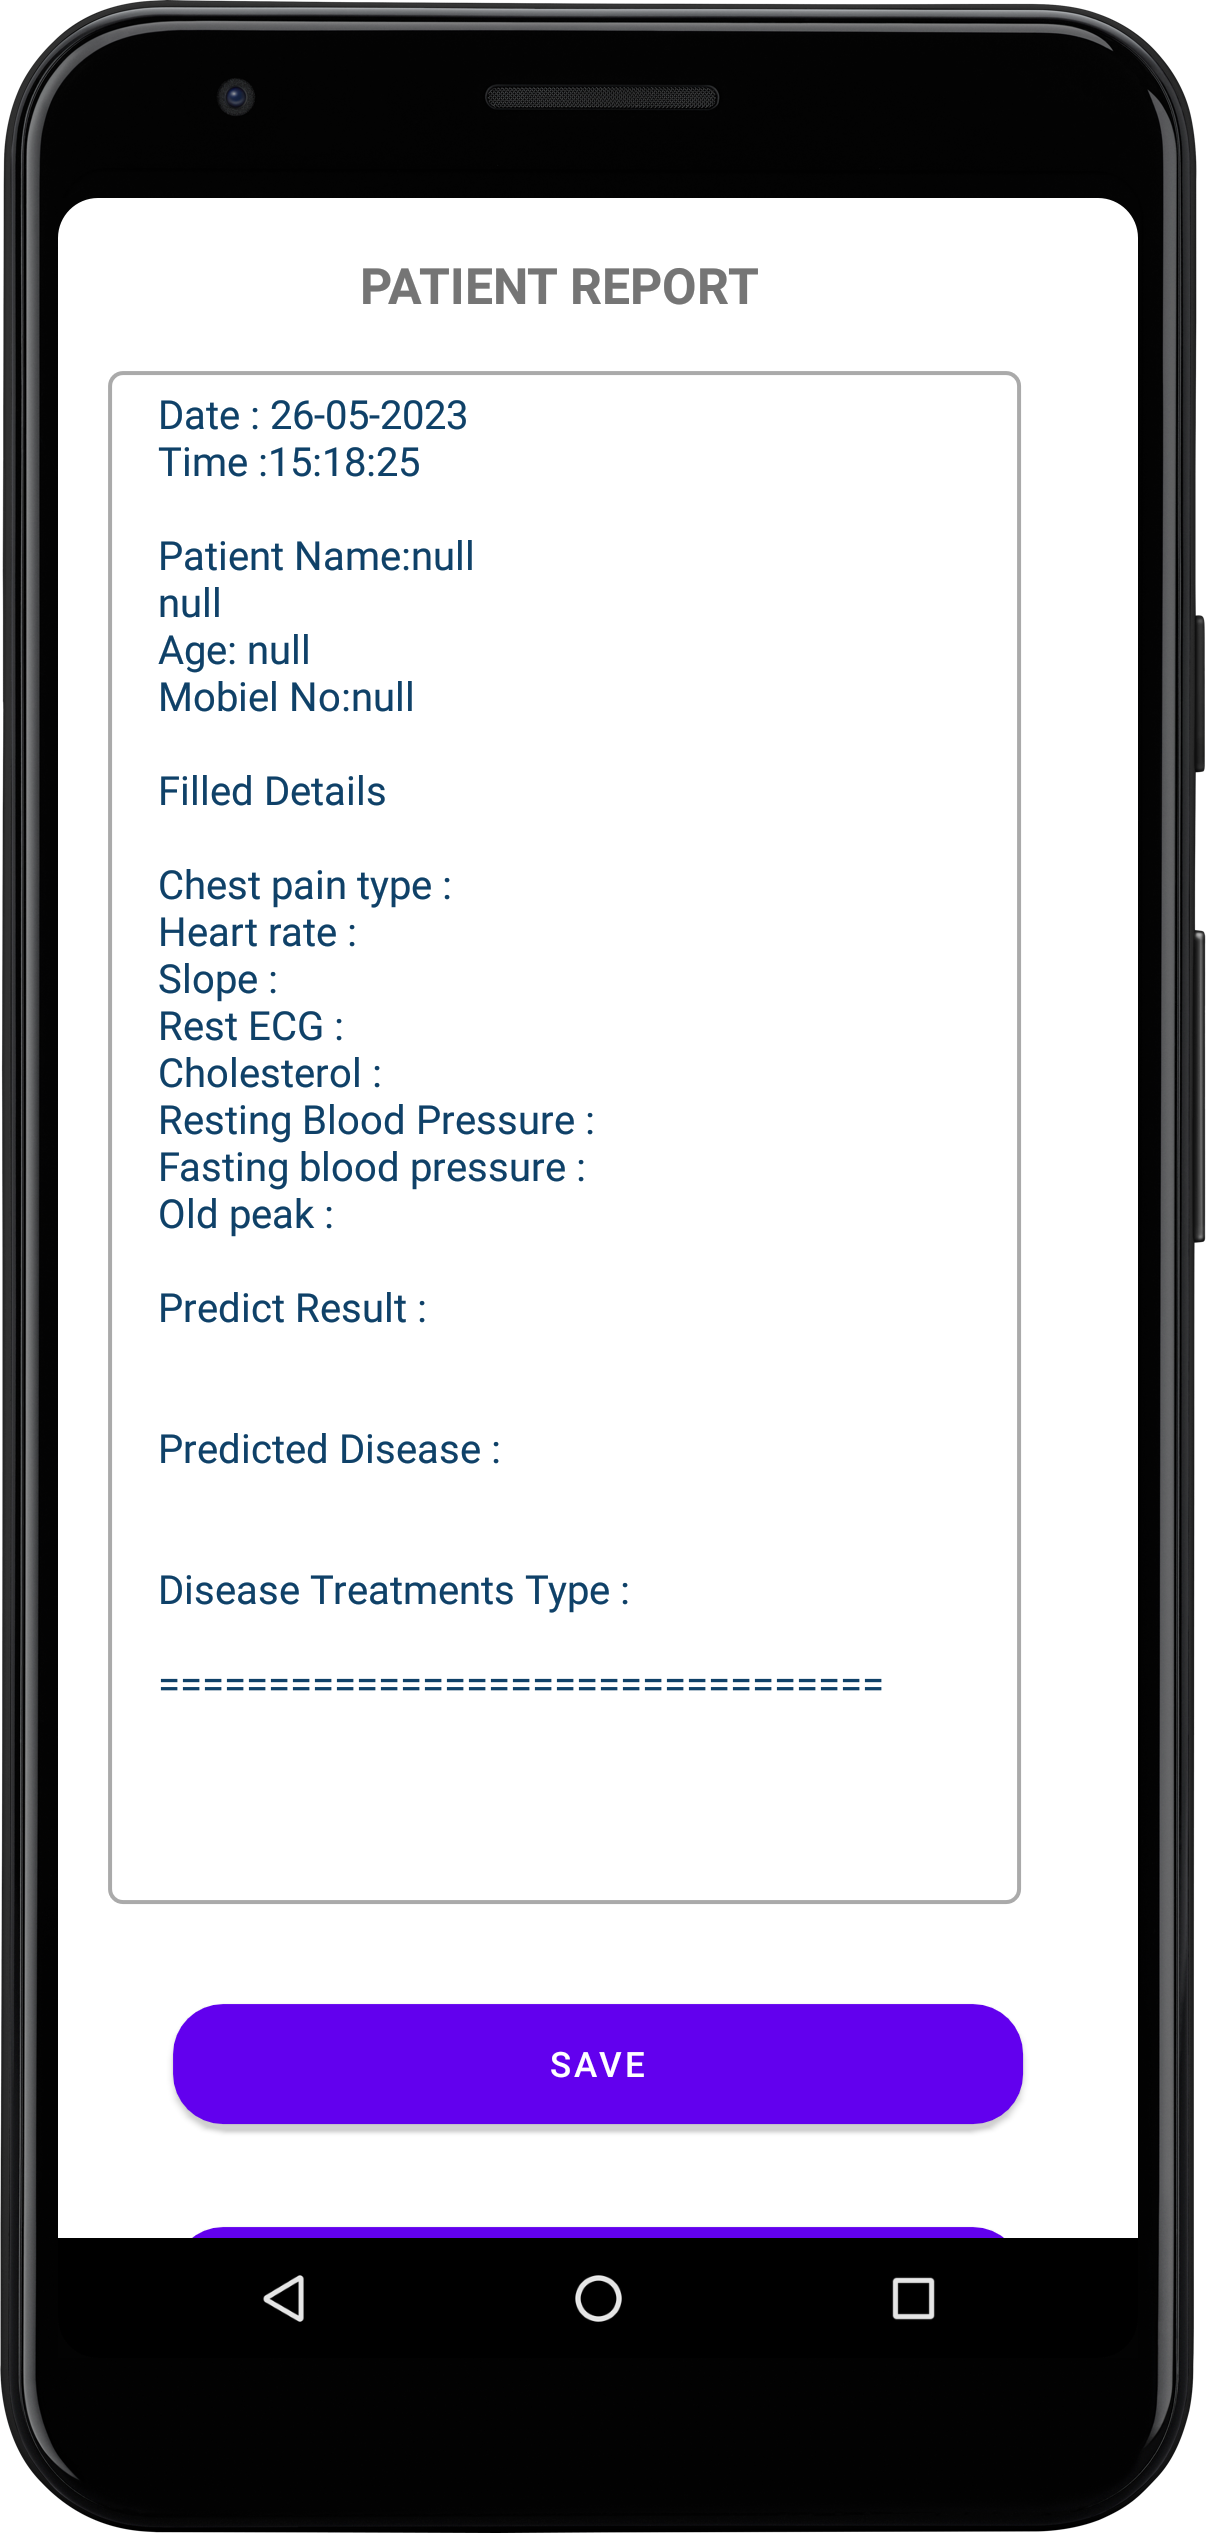 PATIENT REPORT
Date : 26-05-2023
Time :15:18:25
Patient Name:null
null
Age: null
Mobiel No:null
Filled Details
Chest pain type :
Heart rate :
Slope :
Rest ECG :
Cholesterol :
Resting Blood Pressure :
Fasting blood pressure :
Old peak :
Predict Result :
Predicted Disease :
Disease Treatments Type :
=================================
SAVE